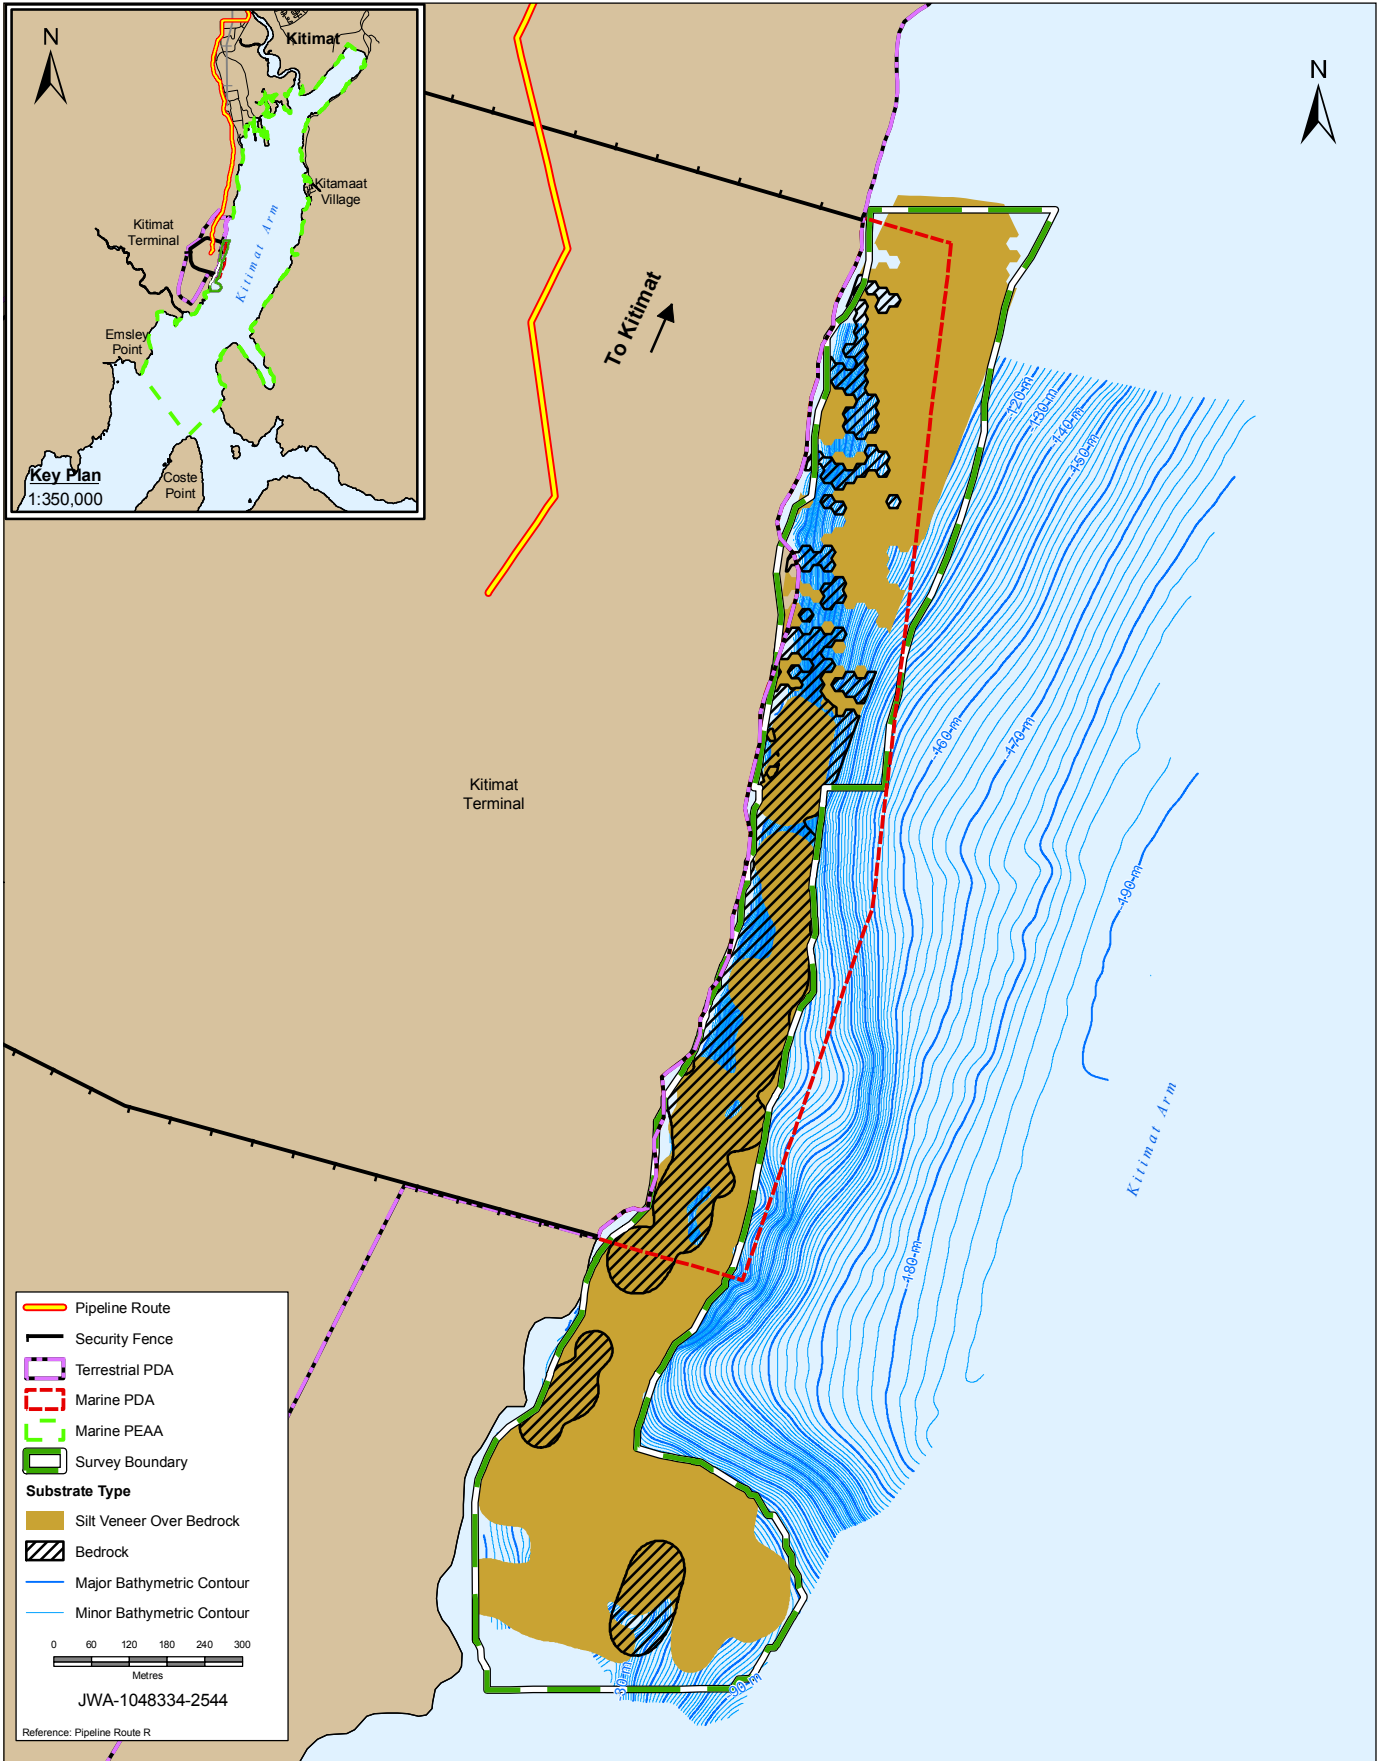 N
Kitimat
Kitamaat
Village
Kitimat
Terminal
Kitimat Arm
Emsley
Point
Key Plan
1:350,000
Coste
Point
N
To Kitimat
-120-m
-130-m
-140-m
-150-m
-160-m
-170-m
-190-m
-180-m
Kitimat
Terminal
Kitimat Arm
-30-m
-90-m
Pipeline Route
Security Fence
Terrestrial PDA
Marine PDA
Marine PEAA
Survey Boundary
Substrate Type
Silt Veneer Over Bedrock
Bedrock
Major Bathymetric Contour
Minor Bathymetric Contour
0 60 120 180 240 300
Metres
JWA-1048334-2544
Reference: Pipeline Route R